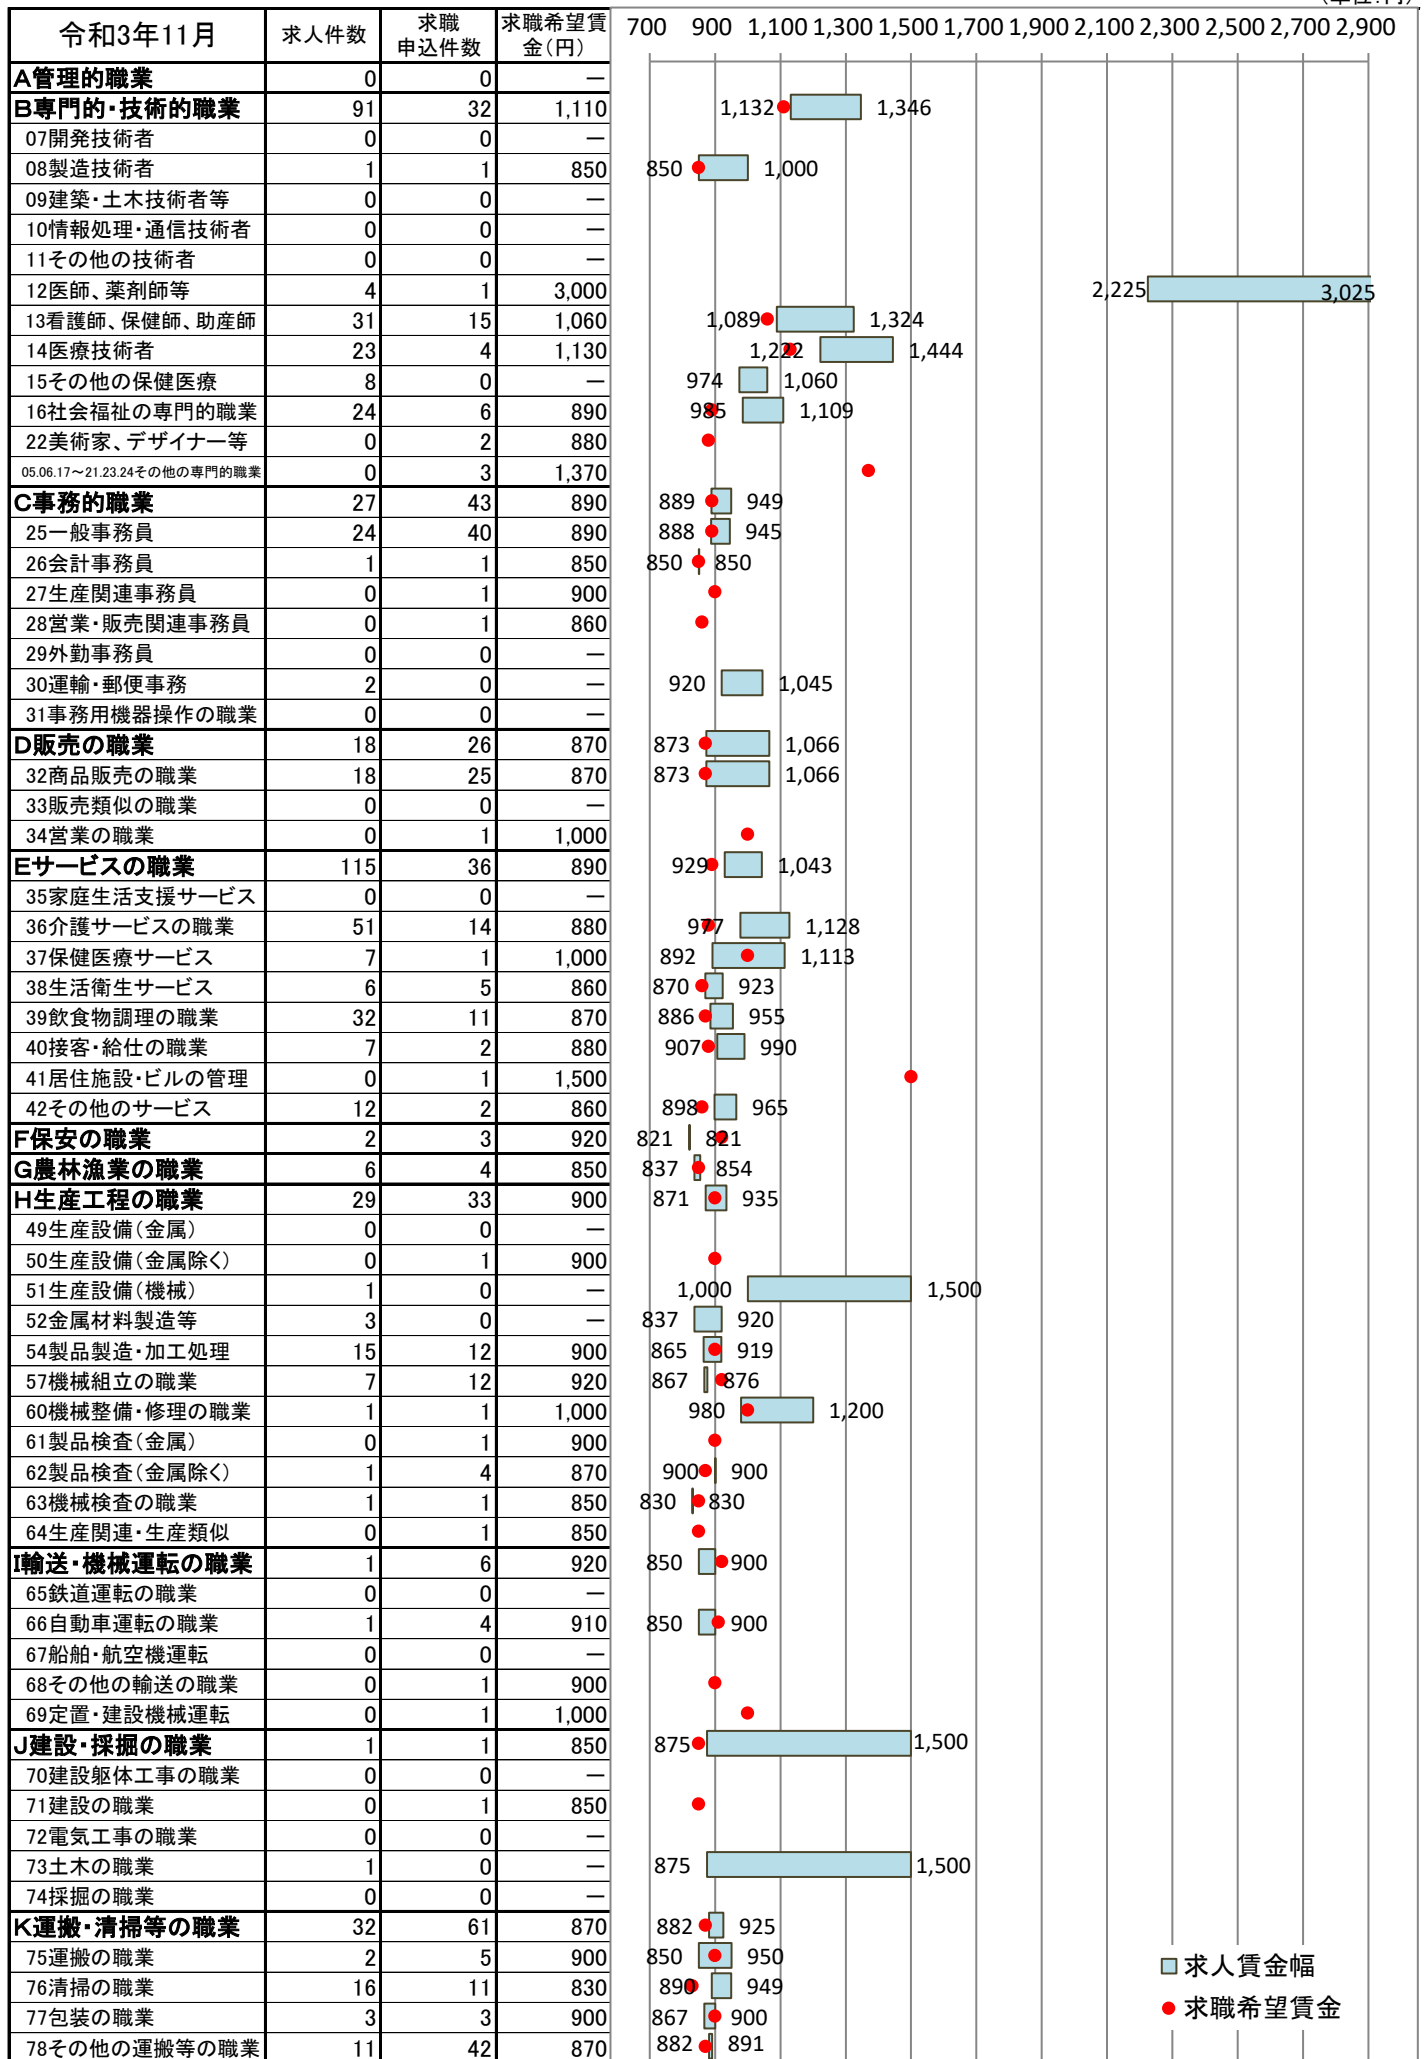 (単位:円)
令和3年11月 求人件数 求職申込件数 求職希望賃金(円) 700 900 1,100 1,300 1,500 1,700 1,900 2,100 2,300 2,500 2,700 2,900
A管理的職業 0 0 －
B専門的・技術的職業 91 32 1,110 1,132 1,346
07開発技術者 0 0 －
08製造技術者 1 1 850 850 1,000
09建築・土木技術者等 0 0 －
10情報処理・通信技術者 0 0 －
11その他の技術者 0 0 －
12医師、薬剤師等 4 1 3,000 2,225 3,025
13看護師、保健師、助産師 31 15 1,060 1,089 1,324
14医療技術者 23 4 1,130 1,222 1,444
15その他の保健医療 8 0 － 974 1,060
16社会福祉の専門的職業 24 6 890 985 1,109
22美術家、デザイナー等 0 2 880
05.06.17～21.23.24その他の専門的職業 0 3 1,370
C事務的職業 27 43 890 889 949
25一般事務員 24 40 890 888 945
26会計事務員 1 1 850 850 850
27生産関連事務員 0 1 900
28営業・販売関連事務員 0 1 860
29外勤事務員 0 0 －
30運輸・郵便事務 2 0 － 920 1,045
31事務用機器操作の職業 0 0 －
D販売の職業 18 26 870 873 1,066
32商品販売の職業 18 25 870 873 1,066
33販売類似の職業 0 0 －
34営業の職業 0 1 1,000
Eサービスの職業 115 36 890 929 1,043
35家庭生活支援サービス 0 0 －
36介護サービスの職業 51 14 880 977 1,128
37保健医療サービス 7 1 1,000 892 1,113
38生活衛生サービス 6 5 860 870 923
39飲食物調理の職業 32 11 870 886 955
40接客・給仕の職業 7 2 880 907 990
41居住施設・ビルの管理 0 1 1,500
42その他のサービス 12 2 860 898 965
F保安の職業 2 3 920 821 821
G農林漁業の職業 6 4 850 837 854
H生産工程の職業 29 33 900 871 935
49生産設備(金属) 0 0 －
50生産設備(金属除く) 0 1 900
51生産設備(機械) 1 0 － 1,000 1,500
52金属材料製造等 3 0 － 837 920
54製品製造・加工処理 15 12 900 865 919
57機械組立の職業 7 12 920 867 876
60機械整備・修理の職業 1 1 1,000 980 1,200
61製品検査(金属) 0 1 900
62製品検査(金属除く) 1 4 870 900 900
63機械検査の職業 1 1 850 830 830
64生産関連・生産類似 0 1 850
I輸送・機械運転の職業 1 6 920 850 900
65鉄道運転の職業 0 0 －
66自動車運転の職業 1 4 910 850 900
67船舶・航空機運転 0 0 －
68その他の輸送の職業 0 1 900
69定置・建設機械運転 0 1 1,000
J建設・採掘の職業 1 1 850 875 1,500
70建設躯体工事の職業 0 0 －
71建設の職業 0 1 850
72電気工事の職業 0 0 －
73土木の職業 1 0 － 875 1,500
74採掘の職業 0 0 －
K運搬・清掃等の職業 32 61 870 882 925
75運搬の職業 2 5 900 850 950
76清掃の職業 16 11 830 890 949
77包装の職業 3 3 900 867 900
78その他の運搬等の職業 11 42 870 882 891
求人賃金幅
求職希望賃金